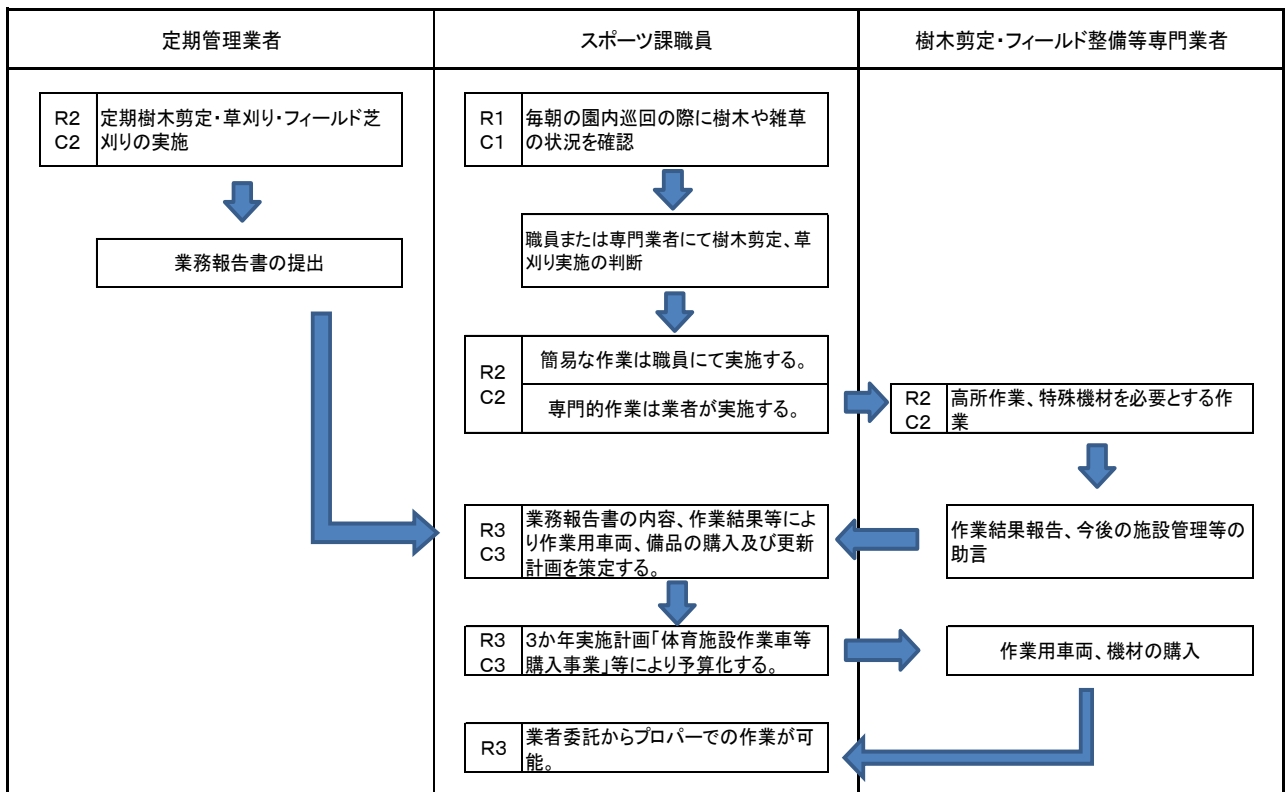 定期管理業者
スポーツ課職員
樹木剪定・フィールド整備等専門業者
R2
C2
定期樹木剪定・草刈り・フィールド芝
刈りの実施
業務報告書の提出
R1
C1
毎朝の園内巡回の際に樹木や雑草
の状況を確認
職員または専門業者にて樹木剪定、草
刈り実施の判断
R2
C2
簡易な作業は職員にて実施する。
専門的作業は業者が実施する。
R2
C2
高所作業、特殊機材を必要とする作
業
作業結果報告、今後の施設管理等の
助言
R3
C3
業務報告書の内容、作業結果等によ
り作業用車両、備品の購入及び更新
計画を策定する。
R3
C3
3か年実施計画「体育施設作業車等
購入事業」等により予算化する。
作業用車両、機材の購入
R3
業者委託からプロパーでの作業が可
能。